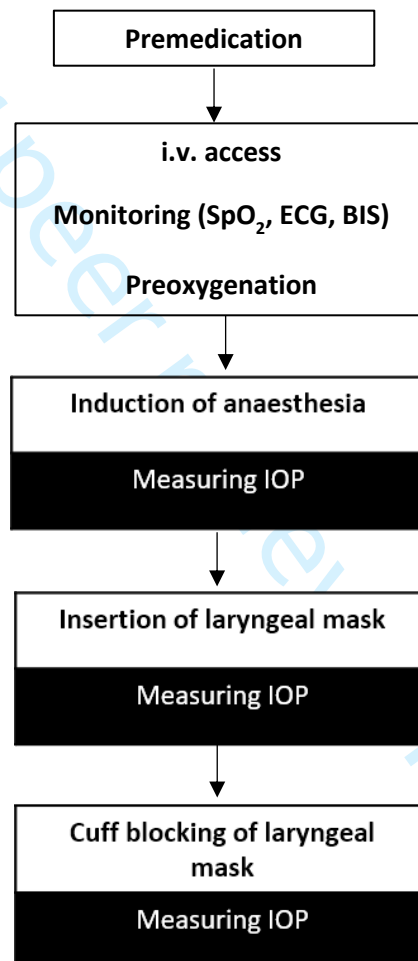 Premedication
i.v. access
Monitoring (SpO₂, ECG, BIS)
Preoxygenation
Induction of anaesthesia
Measuring IOP
Insertion of laryngeal mask
Measuring IOP
Cuff blocking of laryngeal
mask
Measuring IOP